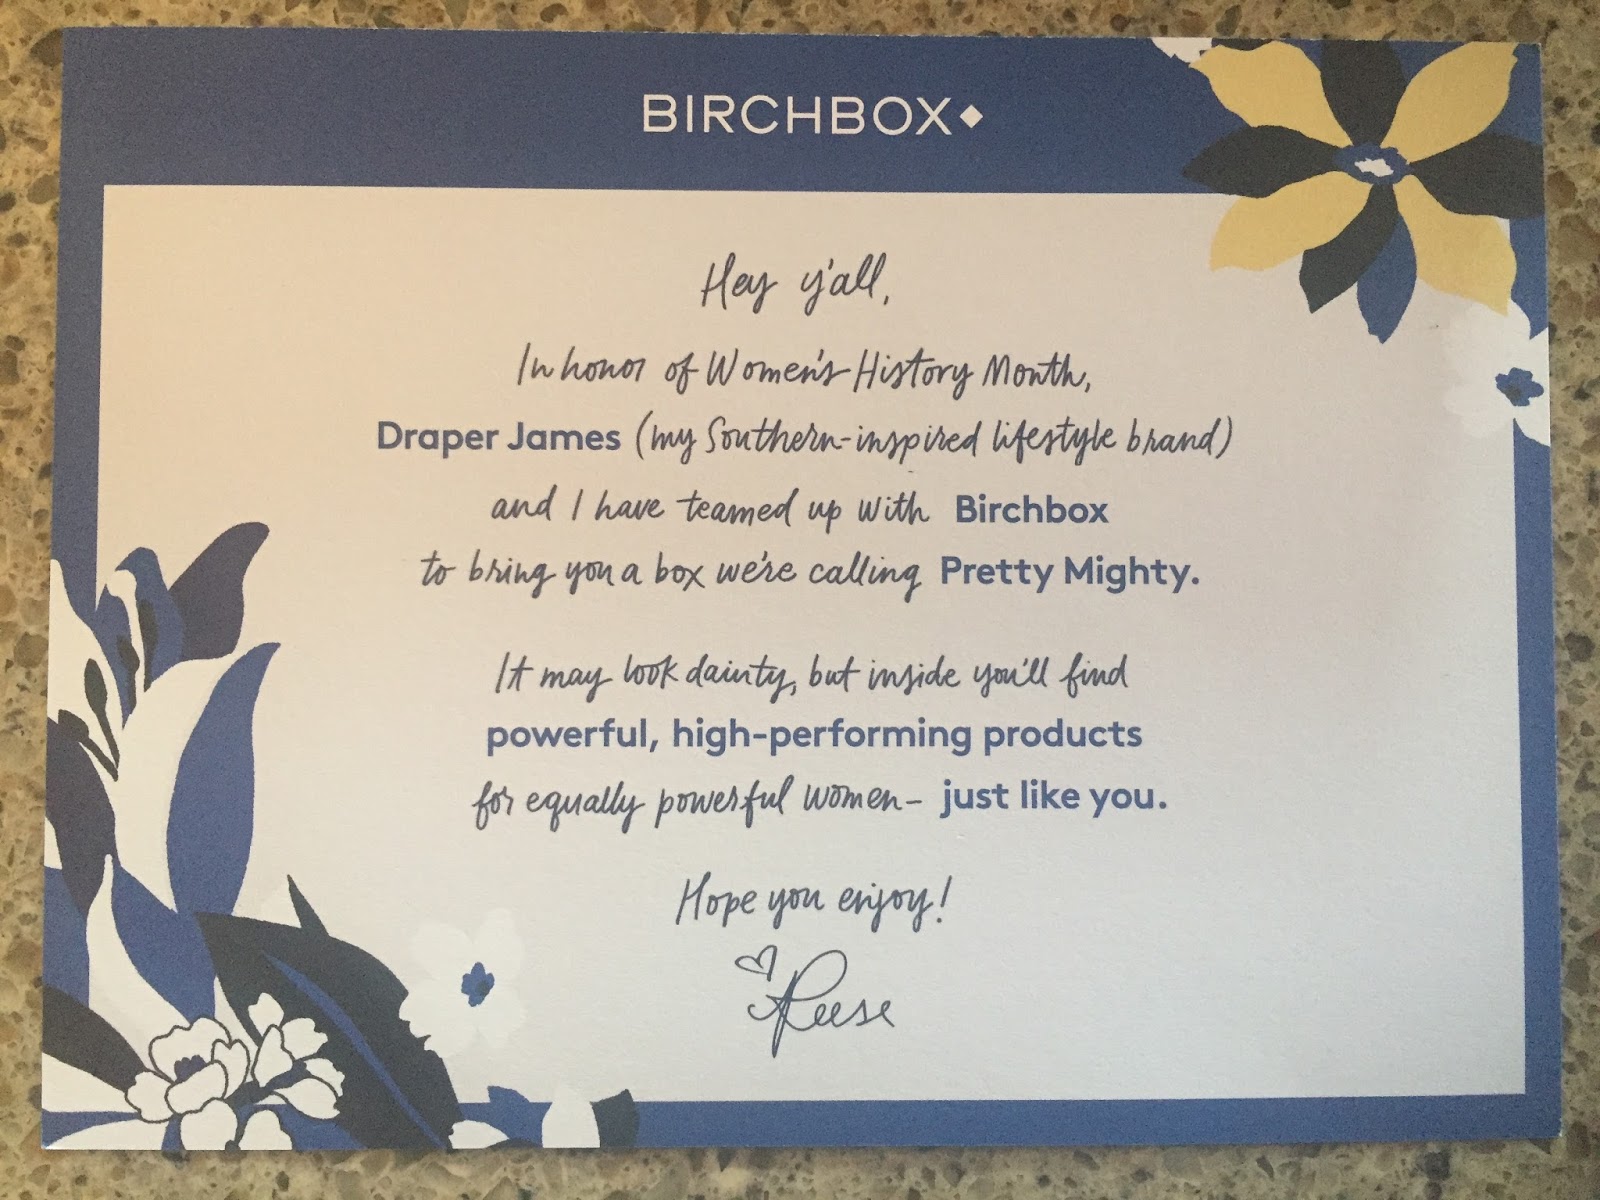 BIRCHBOX
Hey y'all,
In honor of Women's History Month,
Draper James (my Southern-inspired lifestyle brand)
and I have teamed up with Birchbox
to bring you a box we're calling Pretty Mighty.
It may look dainty, but inside you'll find
powerful, high-performing products
for equally powerful women- just like you.
Hope you enjoy!
Reese